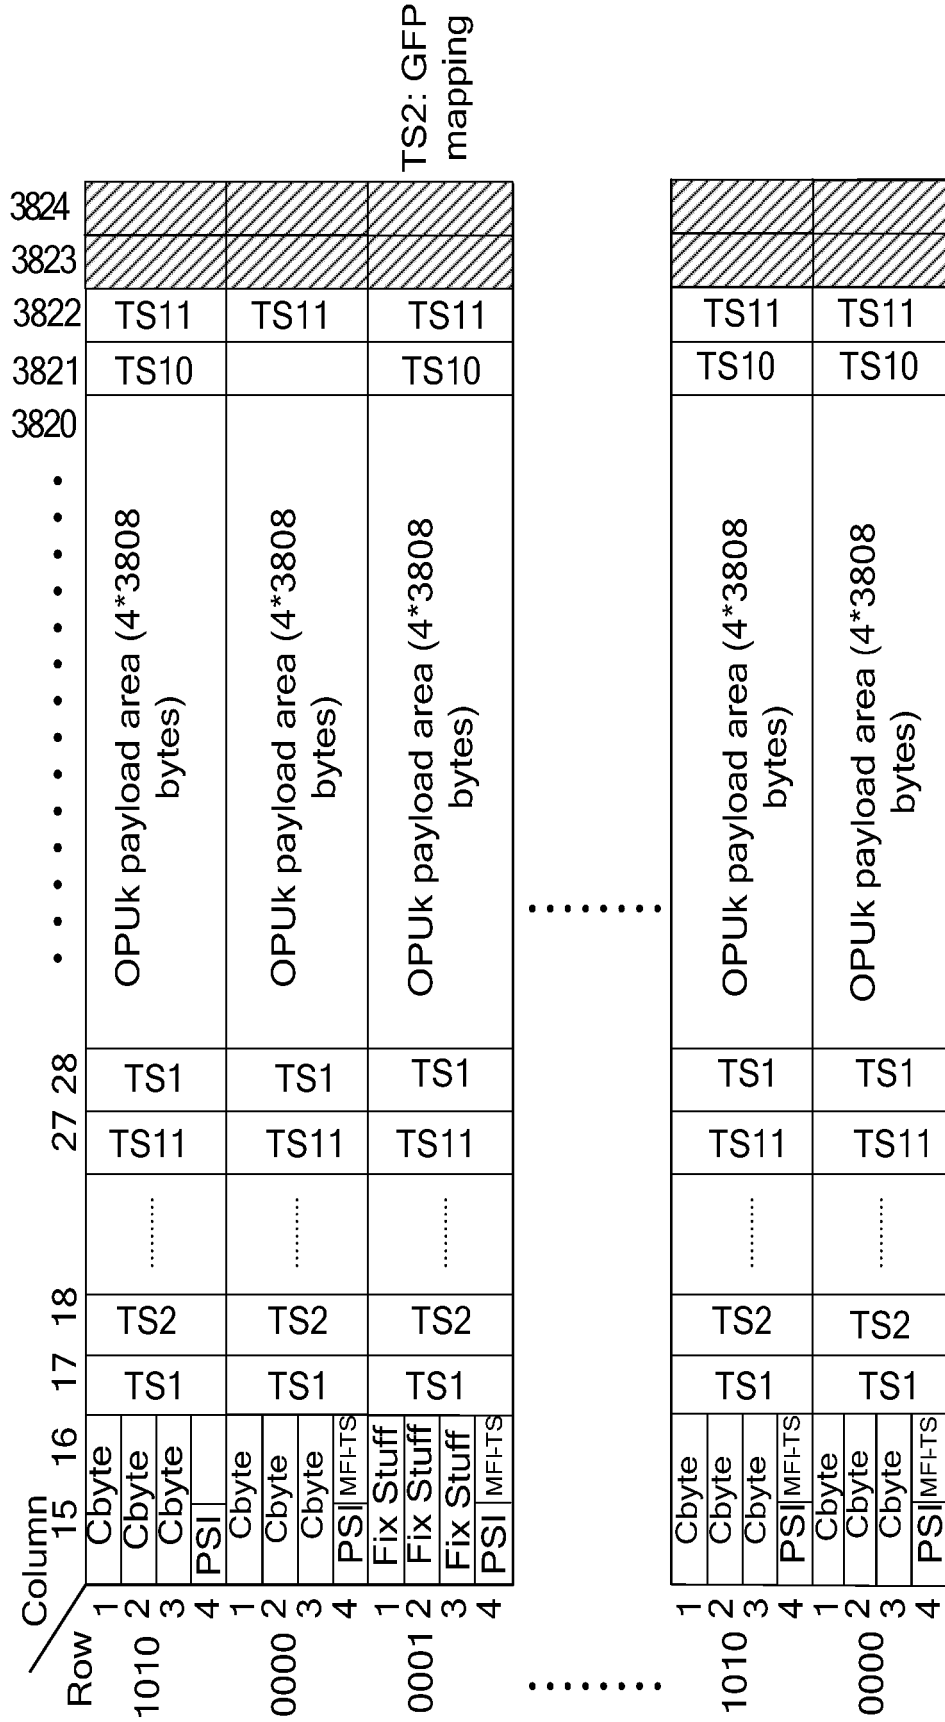 Column
Row
15 16 17 18 27 28 3820 3821 3822 3823 3824
1010
1 Cbyte
2 Cbyte
3 Cbyte
4 PSI
TS1 TS2 ........ TS11 TS1
OPUk payload area (4*3808
bytes)
TS10 TS11
0000
1 Cbyte
2 Cbyte
3 Cbyte
4 PSI MFI-TS
TS1 TS2 ........ TS11 TS1
OPUk payload area (4*3808
bytes)
TS11
0001
1 Fix Stuff
2 Fix Stuff
3 Fix Stuff
4 PSI MFI-TS
TS1 TS2 ........ TS11 TS1
OPUk payload area (4*3808
bytes)
TS10 TS11
TS2: GFP
mapping
1010
1 Cbyte
2 Cbyte
3 Cbyte
4 PSI MFI-TS
TS1 TS2 ........ TS11 TS1
OPUk payload area (4*3808
bytes)
TS10 TS11
0000
1 Cbyte
2 Cbyte
3 Cbyte
4 PSI MFI-TS
TS1 TS2 ........ TS11 TS1
OPUk payload area (4*3808
bytes)
TS10 TS11